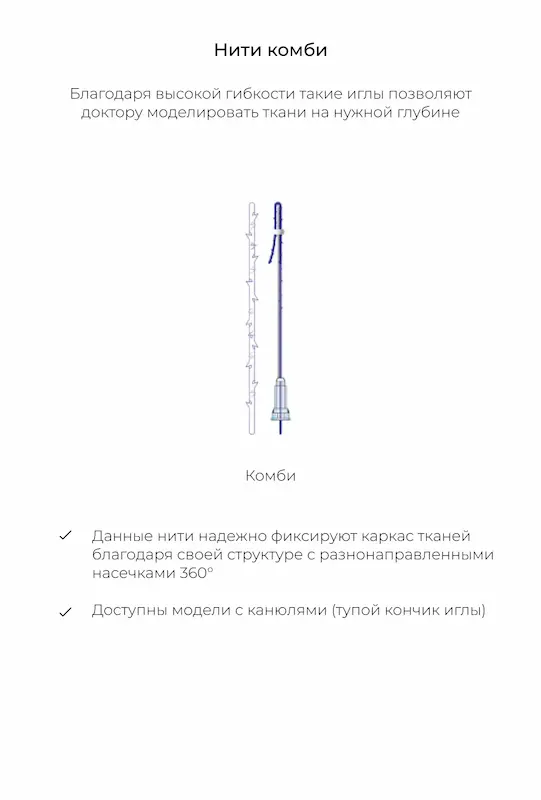 Нити комби
Благодаря высокой гибкости такие иглы позволяют
доктору моделировать ткани на нужной глубине
Комби
Данные нити надежно фиксируют каркас тканей
благодаря своей структуре с разнонаправленными
насечками 360°
Доступны модели с канюлями (тупой кончик иглы)